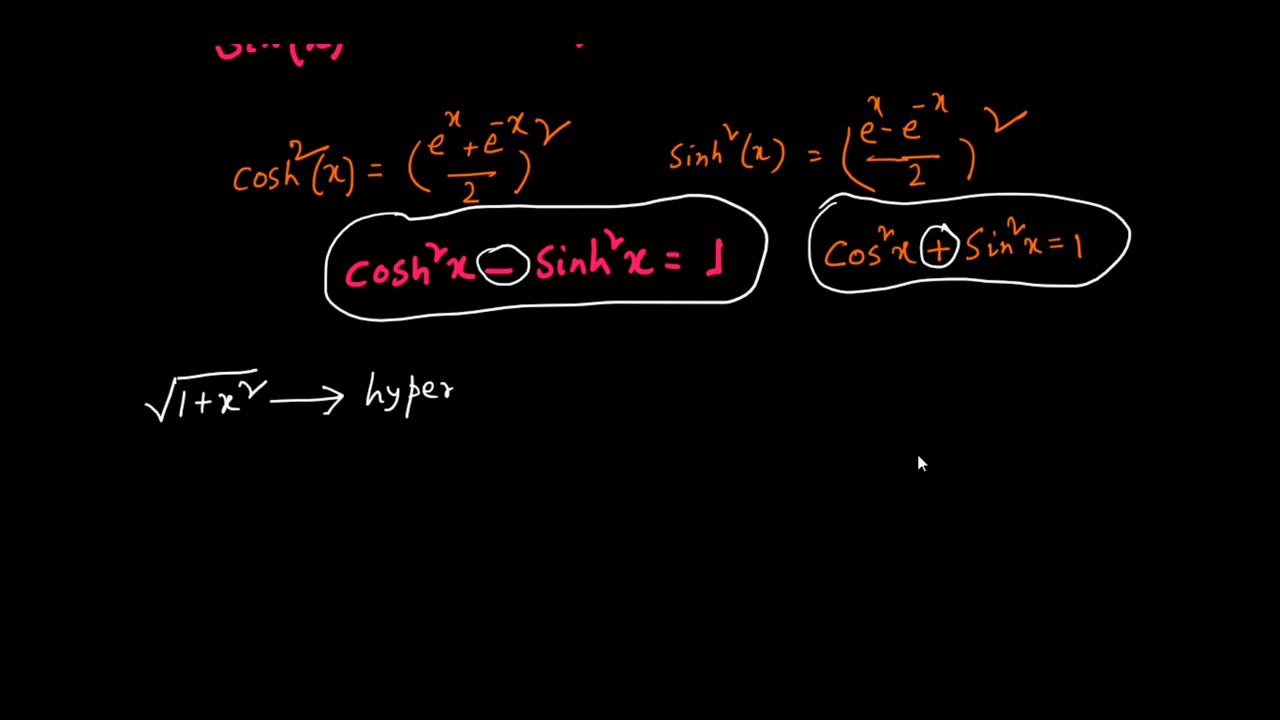 cosh²(x) = ((e^x + e^-x)/2)² sinh²(x) = ((e^x - e^-x)/2)²
cosh²x - Sinh²x = 1 Cos²x + Sin²x = 1
√(1+x²) ⟶ hyper